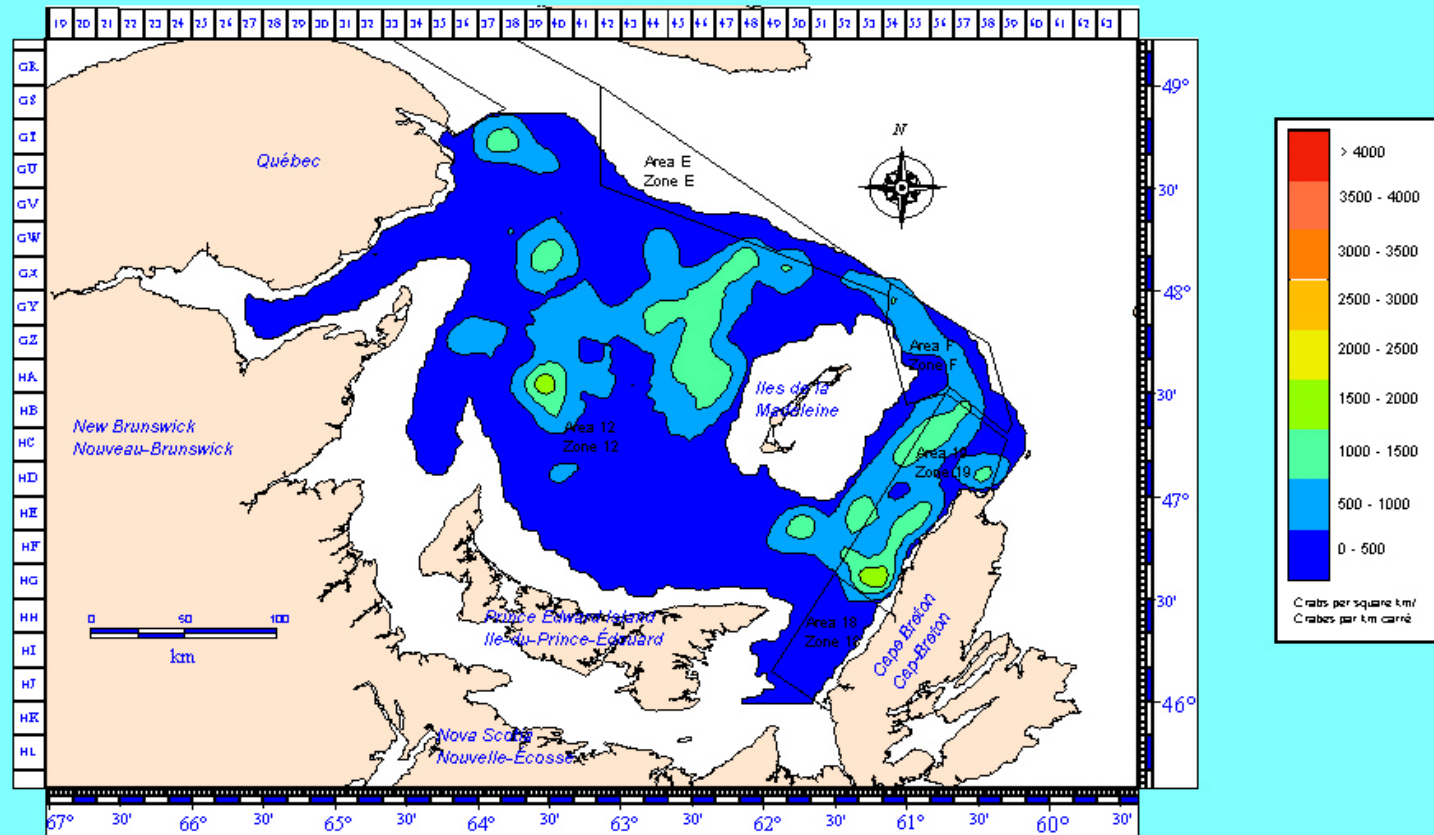 19 20 21 22 23 24 25 26 27 28 29 30 31 32 33 34 35 36 37 38 39 40 41 42 43 44 45 46 47 48 49 50 51 52 53 54 55 56 57 58 59 60 61 62 63
GR
GS
GT
GU
GV
GW
GX
GY
GZ
HA
HB
HC
HD
HE
HF
HG
HH
HI
HJ
HK
HL
49°
30'
48°
30'
47°
30'
46°
N
Québec
Area E
Zone E
Area F
Zone F
Iles de la
Madeleine
New Brunswick
Nouveau-Brunswick
Area 12
Zone 12
Area 19
Zone 19
0 50 100
km
Prince Edward Island
Ile-du-Prince-Édouard
Area 18
Zone 18
Cape Breton
Cap-Breton
Nova Scotia
Nouvelle-Écosse
67° 30' 66° 30' 65° 30' 64° 30' 63° 30' 62° 30' 61° 30' 60° 30'
> 4000
3500 - 4000
3000 - 3500
2500 - 3000
2000 - 2500
1500 - 2000
1000 - 1500
500 - 1000
0 - 500
Crabs per square km/
Crabes par km carré